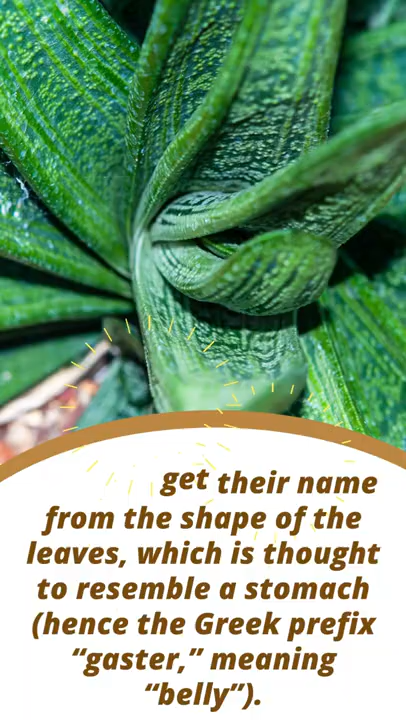 get their name
from the shape of the
leaves, which is thought
to resemble a stomach
(hence the Greek prefix
“gaster,” meaning
“belly”).